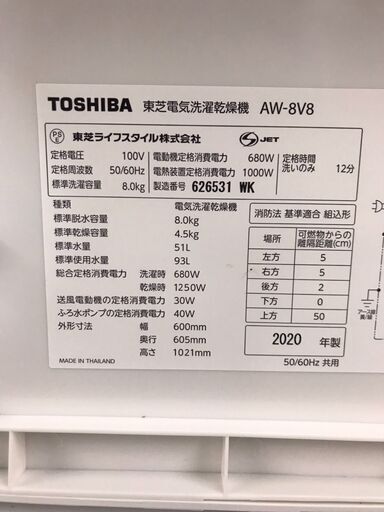 TOSHIBA 東芝電気洗濯乾燥機 AW-8V8
PS E
東芝ライフスタイル株式会社 S-JET
定格電圧 100V
定格周波数 50/60Hz
標準洗濯容量 8.0kg
電動機定格消費電力 680W
電熱装置定格消費電力 1000W
製造番号 626531 WK
定格時間
洗いのみ 12分
種類 電気洗濯乾燥機
標準脱水容量 8.0kg
標準乾燥容量 4.5kg
標準水量 51L
標準使用水量 93L
総合定格消費電力 洗濯時 680W
乾燥時 1250W
送風電動機の定格消費電力 30W
ふろ水ポンプの定格消費電力 40W
外形寸法 幅 600mm
奥行 605mm
高さ 1021mm
MADE IN THAILAND
消防法 基準適合 組込形
場所 可燃物からの離隔距離(cm)
左方 5
右方 5
後方 2
下方 0
上方 50
2020 年製
50/60Hz 共用
アース線